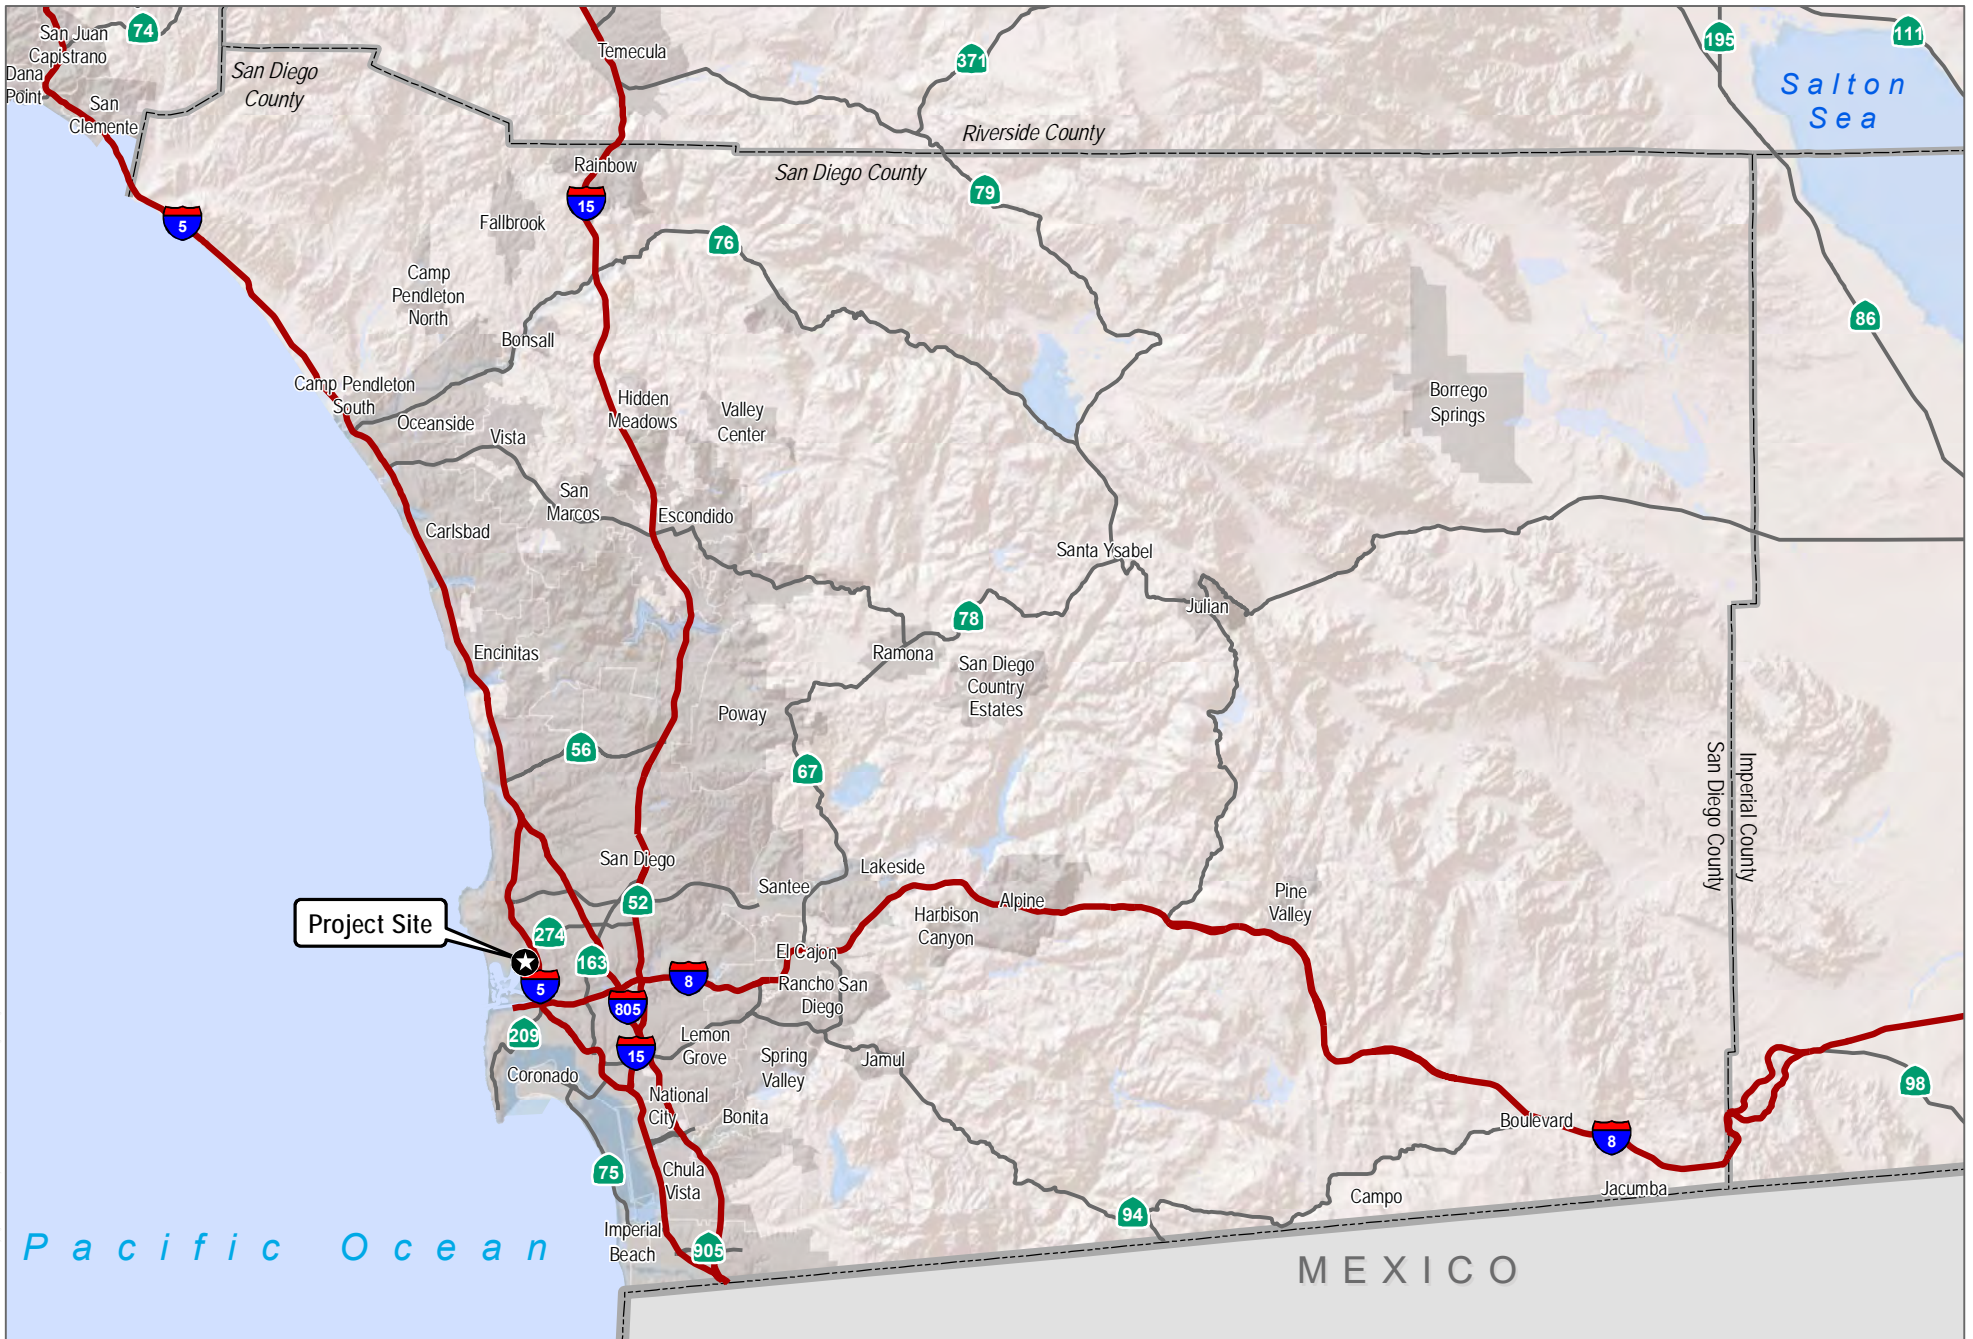 San Juan
Capistrano
74
Dana
Point
San
Clemente
San Diego
County
Temecula
371
195
111
Salton
Sea
Riverside County
San Diego County
Rainbow
15
79
5
Fallbrook
76
Camp
Pendleton
North
86
Bonsall
Camp Pendleton
South
Oceanside
Vista
Hidden
Meadows
Valley
Center
Borrego
Springs
San
Marcos
Escondido
Carlsbad
Santa Ysabel
Julian
78
Encinitas
Ramona
San Diego
Country
Estates
Poway
56
67
San Diego County
Imperial County
San Diego
Lakeside
Santee
52
Alpine
Pine
Valley
Harbison
Canyon
Project Site
274
163
El Cajon
8
5
Rancho San
Diego
805
209
15
Lemon
Grove
Spring
Valley
Jamul
Coronado
98
National
City
Bonita
Boulevard
8
75
Chula
Vista
Jacumba
Campo
94
Imperial
Beach
905
Pacific Ocean
MEXICO